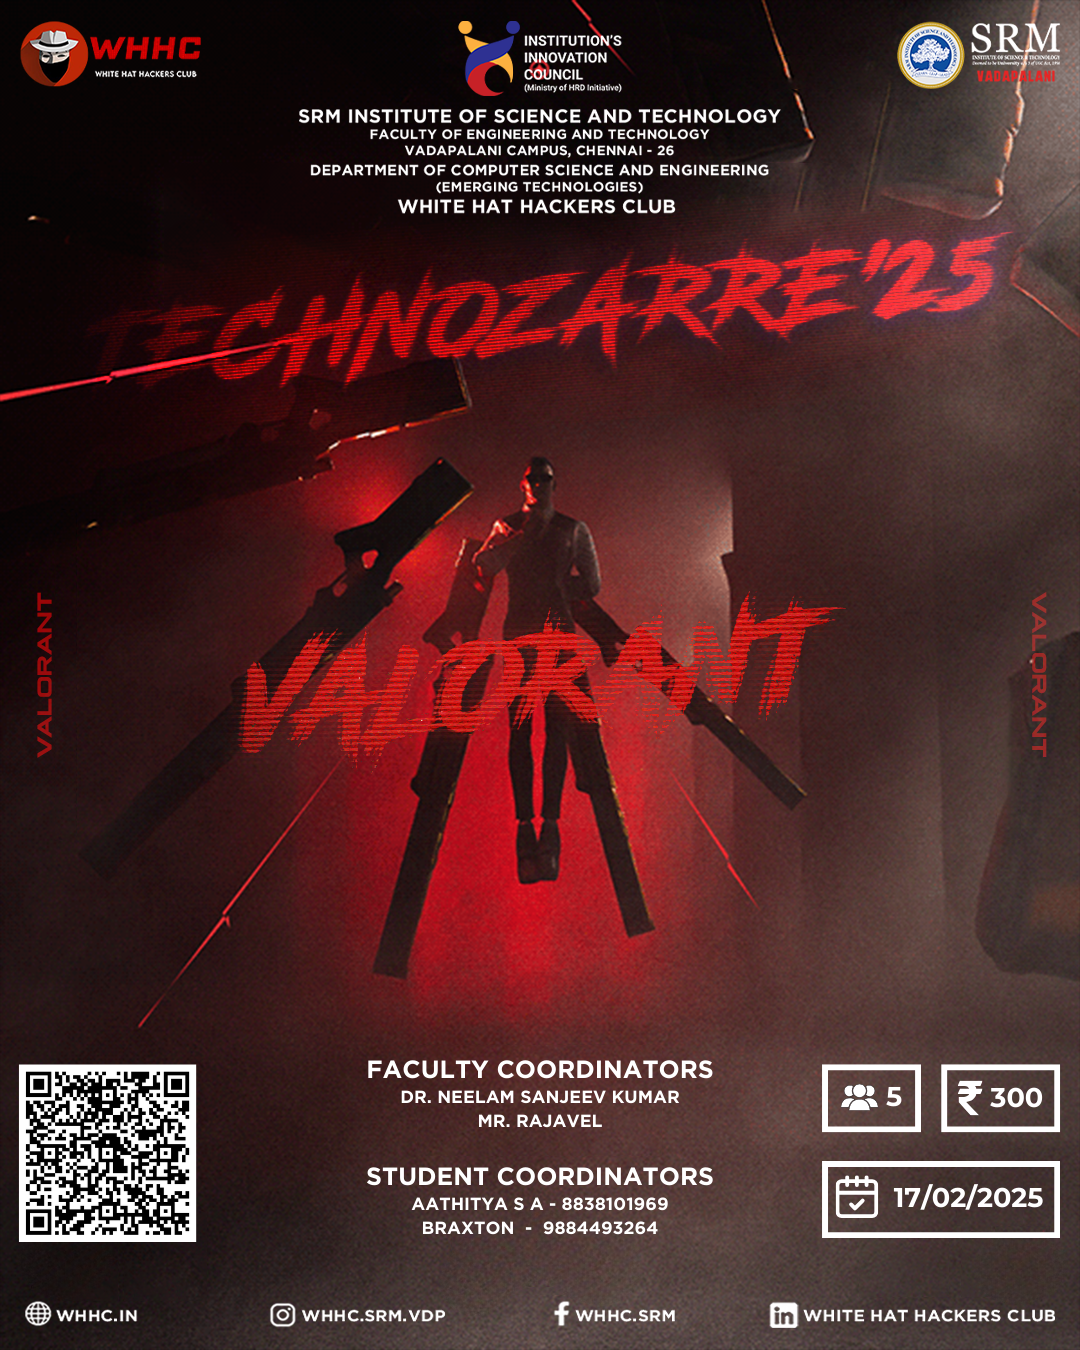 WHHC
WHITE HAT HACKERS CLUB
INSTITUTION'S
INNOVATION
COUNCIL
(Ministry of HRD Initiative)
SRM
INSTITUTE OF SCIENCE & TECHNOLOGY
VADAPALANI
SRM INSTITUTE OF SCIENCE AND TECHNOLOGY
FACULTY OF ENGINEERING AND TECHNOLOGY
VADAPALANI CAMPUS, CHENNAI - 26
DEPARTMENT OF COMPUTER SCIENCE AND ENGINEERING
(EMERGING TECHNOLOGIES)
WHITE HAT HACKERS CLUB
TECHNOZARRE'25
VALORANT
VALORANT
VALORANT
FACULTY COORDINATORS
DR. NEELAM SANJEEV KUMAR
MR. RAJAVEL
STUDENT COORDINATORS
AATHITYA S A - 8838101969
BRAXTON - 9884493264
5
₹ 300
17/02/2025
WHHC.IN
WHHC.SRM.VDP
WHHC.SRM
WHITE HAT HACKERS CLUB